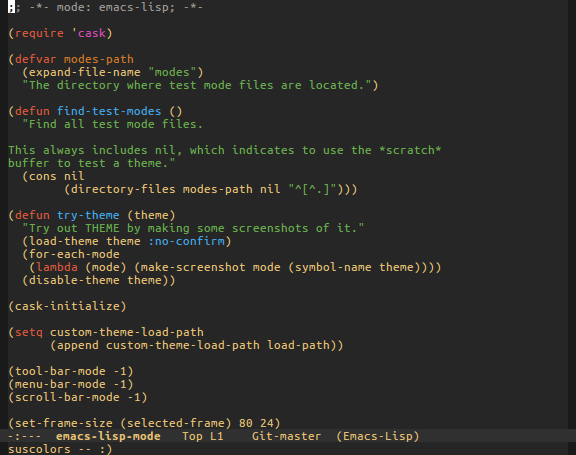 ;; -*- mode: emacs-lisp; -*-

(require 'cask)

(defvar modes-path
  (expand-file-name "modes")
  "The directory where test mode files are located.")

(defun find-test-modes ()
  "Find all test mode files.

This always includes nil, which indicates to use the *scratch*
buffer to test a theme."
  (cons nil
        (directory-files modes-path nil "^[^.]")))

(defun try-theme (theme)
  "Try out THEME by making some screenshots of it."
  (load-theme theme :no-confirm)
  (for-each-mode
   (lambda (mode) (make-screenshot mode (symbol-name theme))))
  (disable-theme theme))

(cask-initialize)

(setq custom-theme-load-path
      (append custom-theme-load-path load-path))

(tool-bar-mode -1)
(menu-bar-mode -1)
(scroll-bar-mode -1)

(set-frame-size (selected-frame) 80 24)
-:---  emacs-lisp-mode   Top L1    Git-master  (Emacs-Lisp)
suscolors -- :)